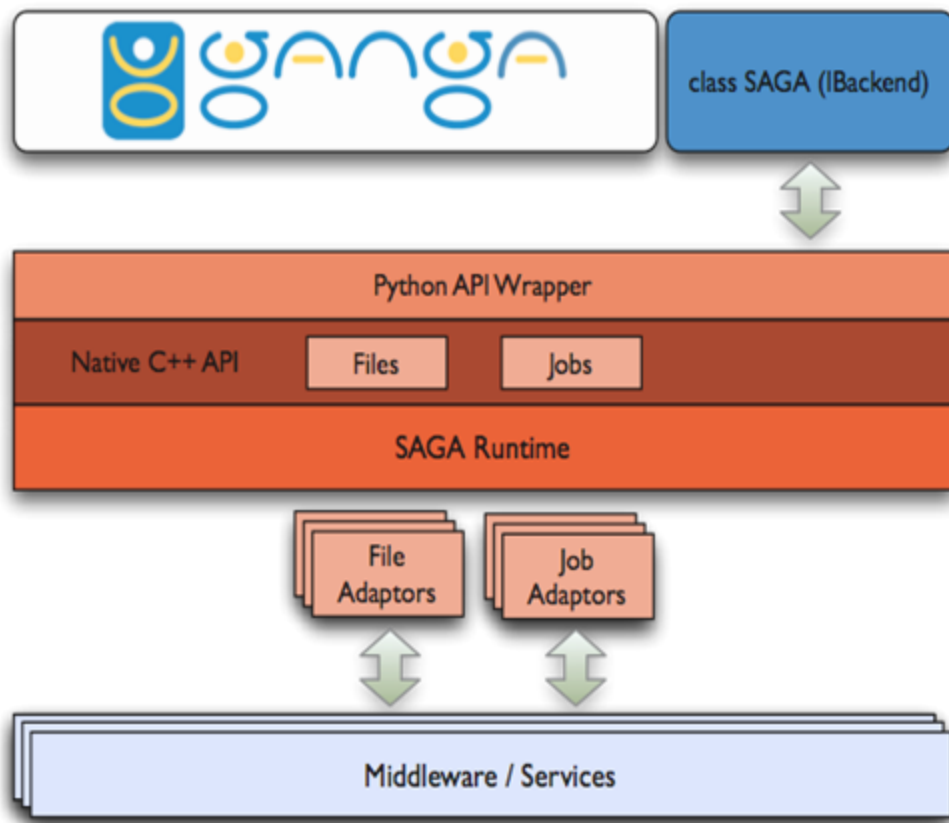 ganga
class SAGA (IBackend)
Python API Wrapper
Native C++ API
Files
Jobs
SAGA Runtime
File
Adaptors
Job
Adaptors
Middleware / Services